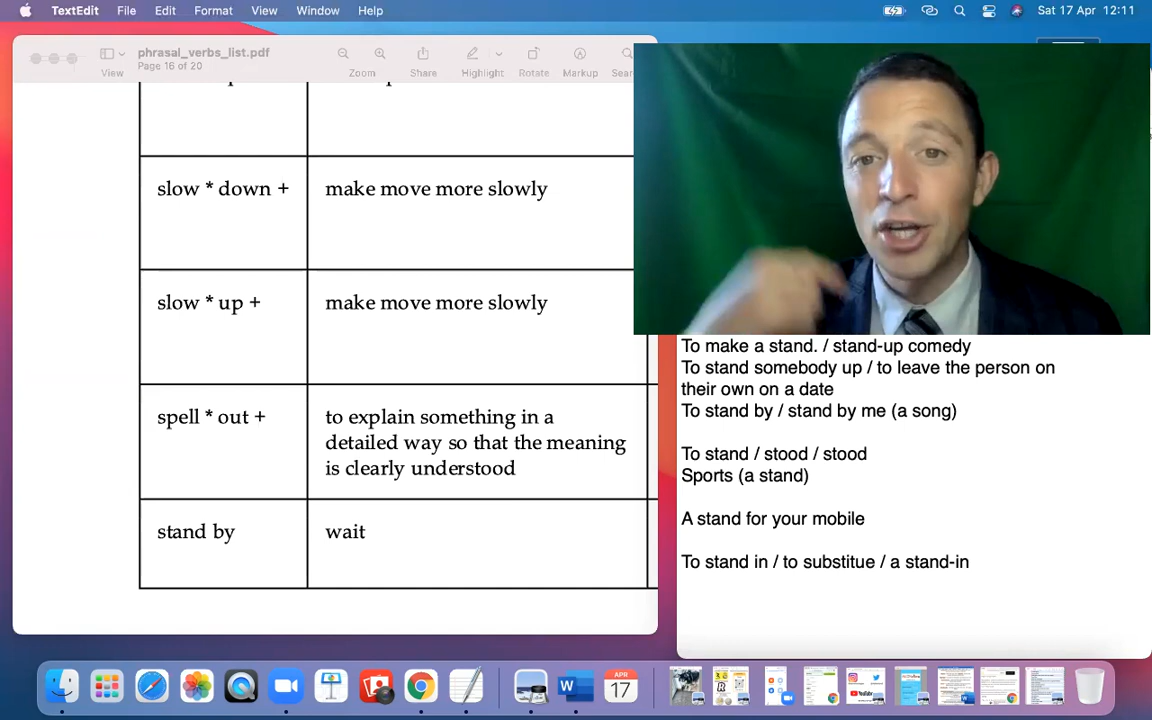 TextEdit File Edit Format View Window Help Sat 17 Apr 12:11
phrasal_verbs_list.pdf
Page 16 of 20
View Zoom Share Highlight Rotate Markup Sear
slow * down + make move more slowly
slow * up + make move more slowly
spell * out + to explain something in a
detailed way so that the meaning
is clearly understood
stand by wait
To make a stand. / stand-up comedy
To stand somebody up / to leave the person on
their own on a date
To stand by / stand by me (a song)
To stand / stood / stood
Sports (a stand)
A stand for your mobile
To stand in / to substitue / a stand-in
APR
17